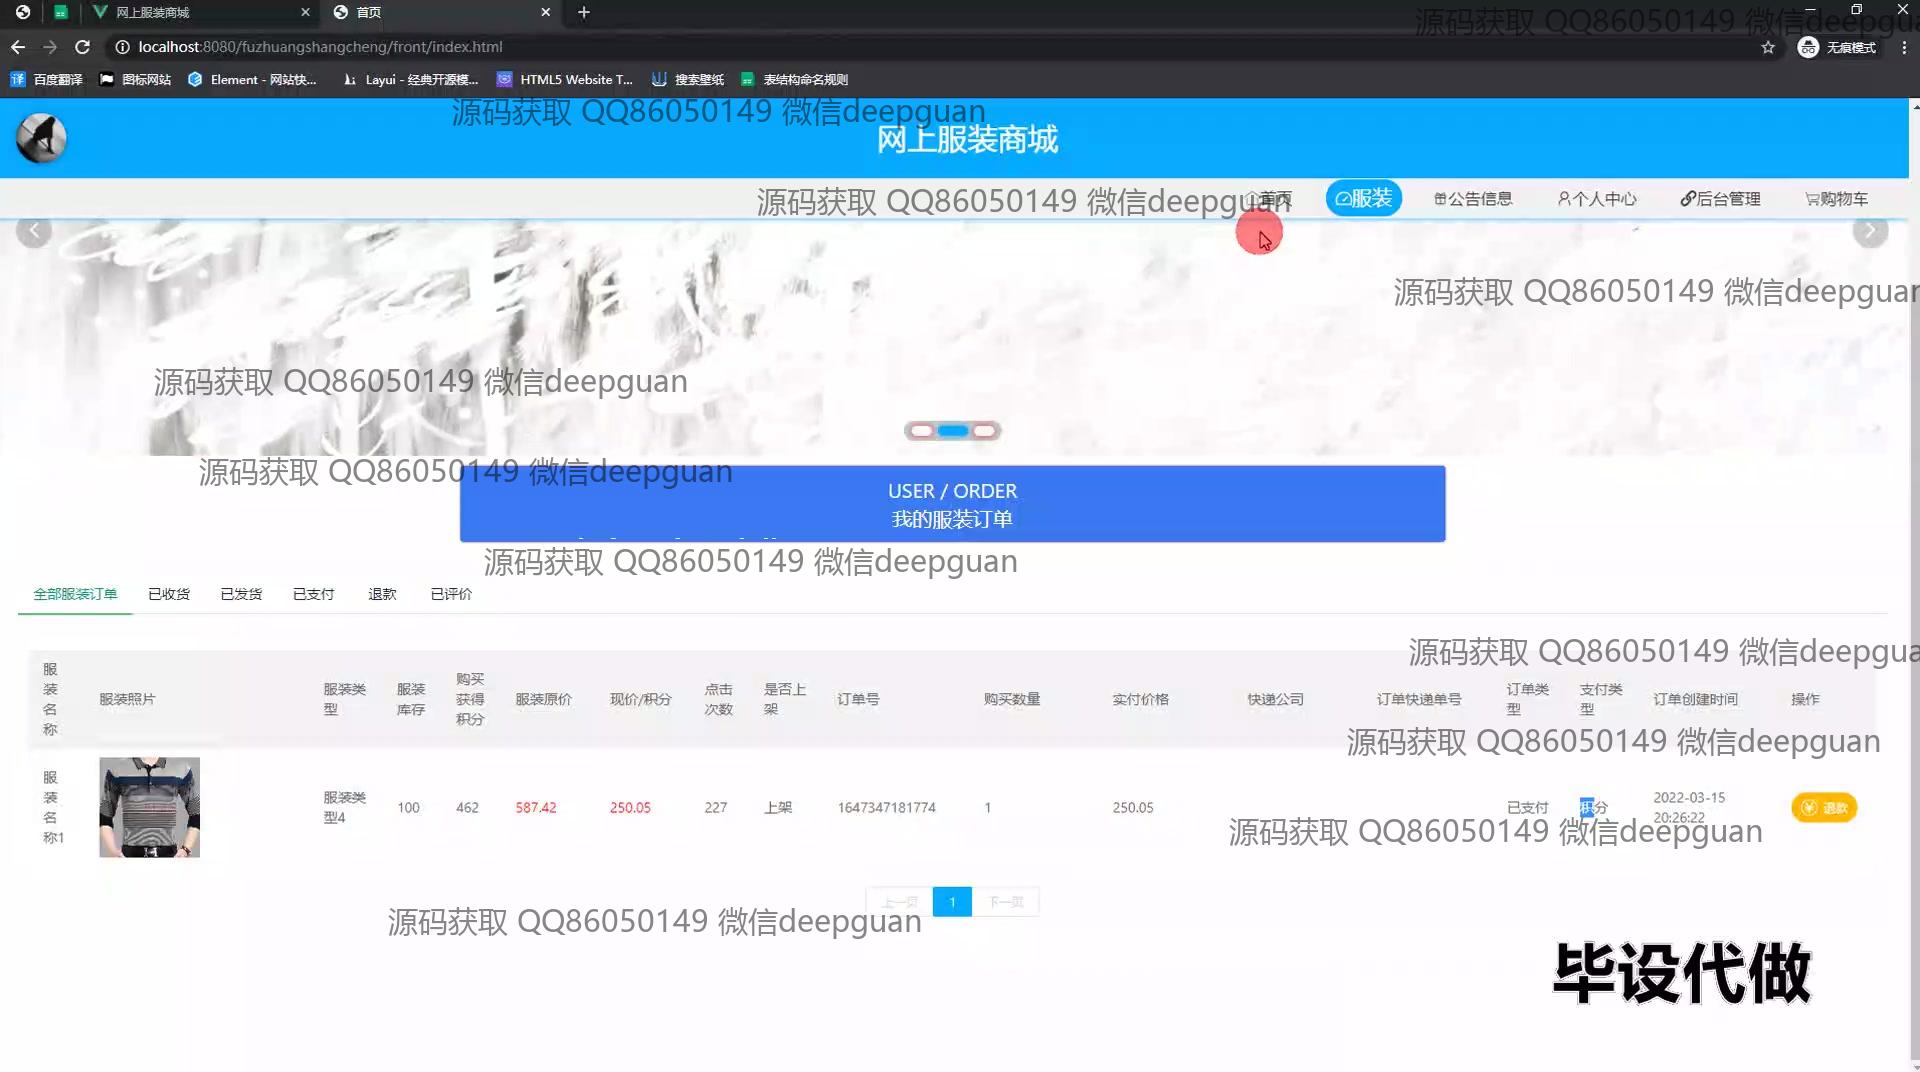 网上服装商城
首页
localhost:8080/fuzhuangshangcheng/front/index.html
无痕模式
百度翻译
图标网站
Element - 网站快...
Layui - 经典开源模...
HTML5 Website T...
搜索壁纸
表结构命名规则
源码获取 QQ86050149 微信deepgua
源码获取 QQ86050149 微信deepguan
网上服装商城
源码获取 QQ86050149 微信deepguan
首页
服装
公告信息
个人中心
后台管理
购物车
源码获取 QQ86050149 微信deepguan
源码获取 QQ86050149 微信deepguan
源码获取 QQ86050149 微信deepguan
USER / ORDER
我的服装订单
源码获取 QQ86050149 微信deepguan
全部服装订单
已收货
已发货
已支付
退款
已评价
源码获取 QQ86050149 微信deepgua
服装名称
服装照片
服装类型
服装库存
购买获得积分
服装原价
现价/积分
点击次数
是否上架
订单号
购买数量
实付价格
快递公司
订单快递单号
订单类型
支付类型
订单创建时间
操作
源码获取 QQ86050149 微信deepguan
服装名称1
服装类型4
100
462
587.42
250.05
227
上架
1647347181774
1
250.05
已支付
积分
2022-03-15 20:26:22
退款
源码获取 QQ86050149 微信deepguan
上一页
1
下一页
源码获取 QQ86050149 微信deepguan
毕设代做